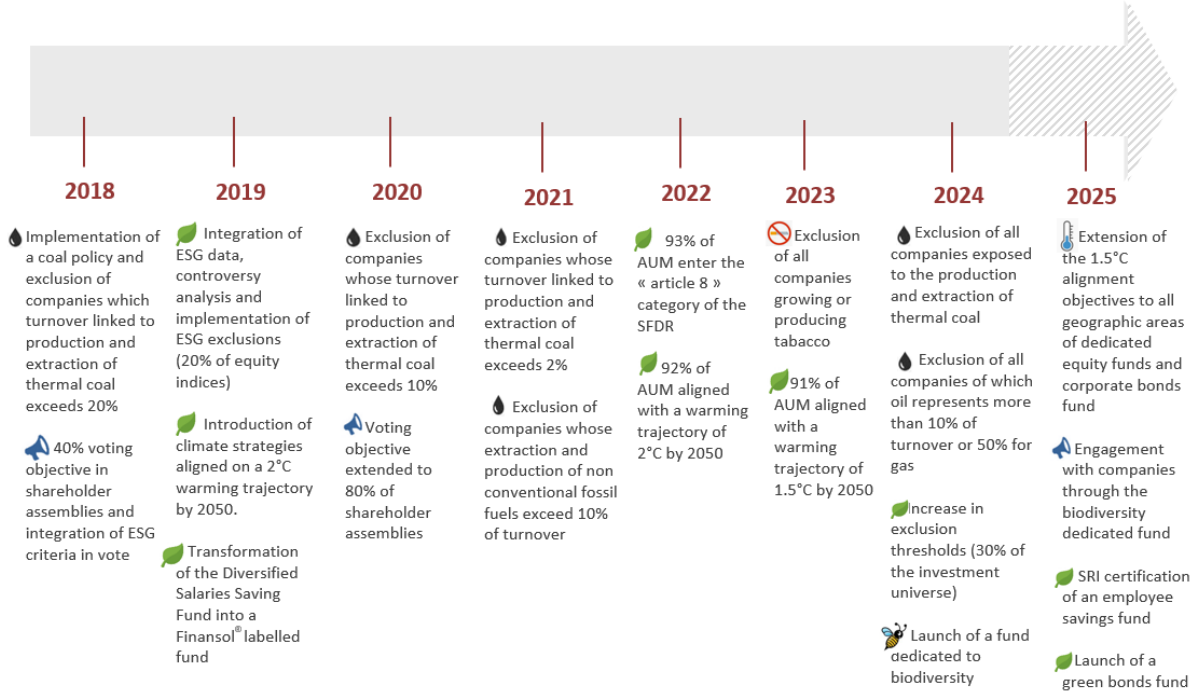 2018
Implementation of
a coal policy and
exclusion of
companies which
turnover linked to
production and
extraction of
thermal coal
exceeds 20%
40% voting
objective in
shareholder
assemblies and
integration of ESG
criteria in vote
2019
Integration of
ESG data,
controversy
analysis and
implementation of
ESG exclusions
(20% of equity
indices)
Introduction of
climate strategies
aligned on a 2°C
warming trajectory
by 2050.
Transformation
of the Diversified
Salaries Saving
Fund into a
Finansol® labelled
fund
2020
Exclusion of
companies
whose turnover
linked to
production and
extraction of
thermal coal
exceeds 10%
Voting
objective
extended to
80% of
shareholder
assemblies
2021
Exclusion of
companies whose
turnover linked to
production and
extraction of
thermal coal
exceeds 2%
Exclusion of
companies whose
extraction and
production of non
conventional fossil
fuels exceed 10%
of turnover
2022
93% of
AUM enter the
« article 8 »
category of the
SFDR
92% of
AUM aligned
with a warming
trajectory of
2°C by 2050
2023
Exclusion
of all
companies
growing or
producing
tabacco
91% of
AUM aligned
with a
warming
trajectory of
1.5°C by 2050
2024
Exclusion of all
companies exposed
to the production
and extraction of
thermal coal
Exclusion of all
companies of which
oil represents more
than 10% of
turnover or 50% for
gas
Increase in
exclusion
thresholds (30% of
the investment
universe)
Launch of a fund
dedicated to
biodiversity
2025
Extension of
the 1.5°C
alignment
objectives to all
geographic areas
of dedicated
equity funds and
corporate bonds
fund
Engagement
with companies
through the
biodiversity
dedicated fund
SRI certification
of an employee
savings fund
Launch of a
green bonds fund